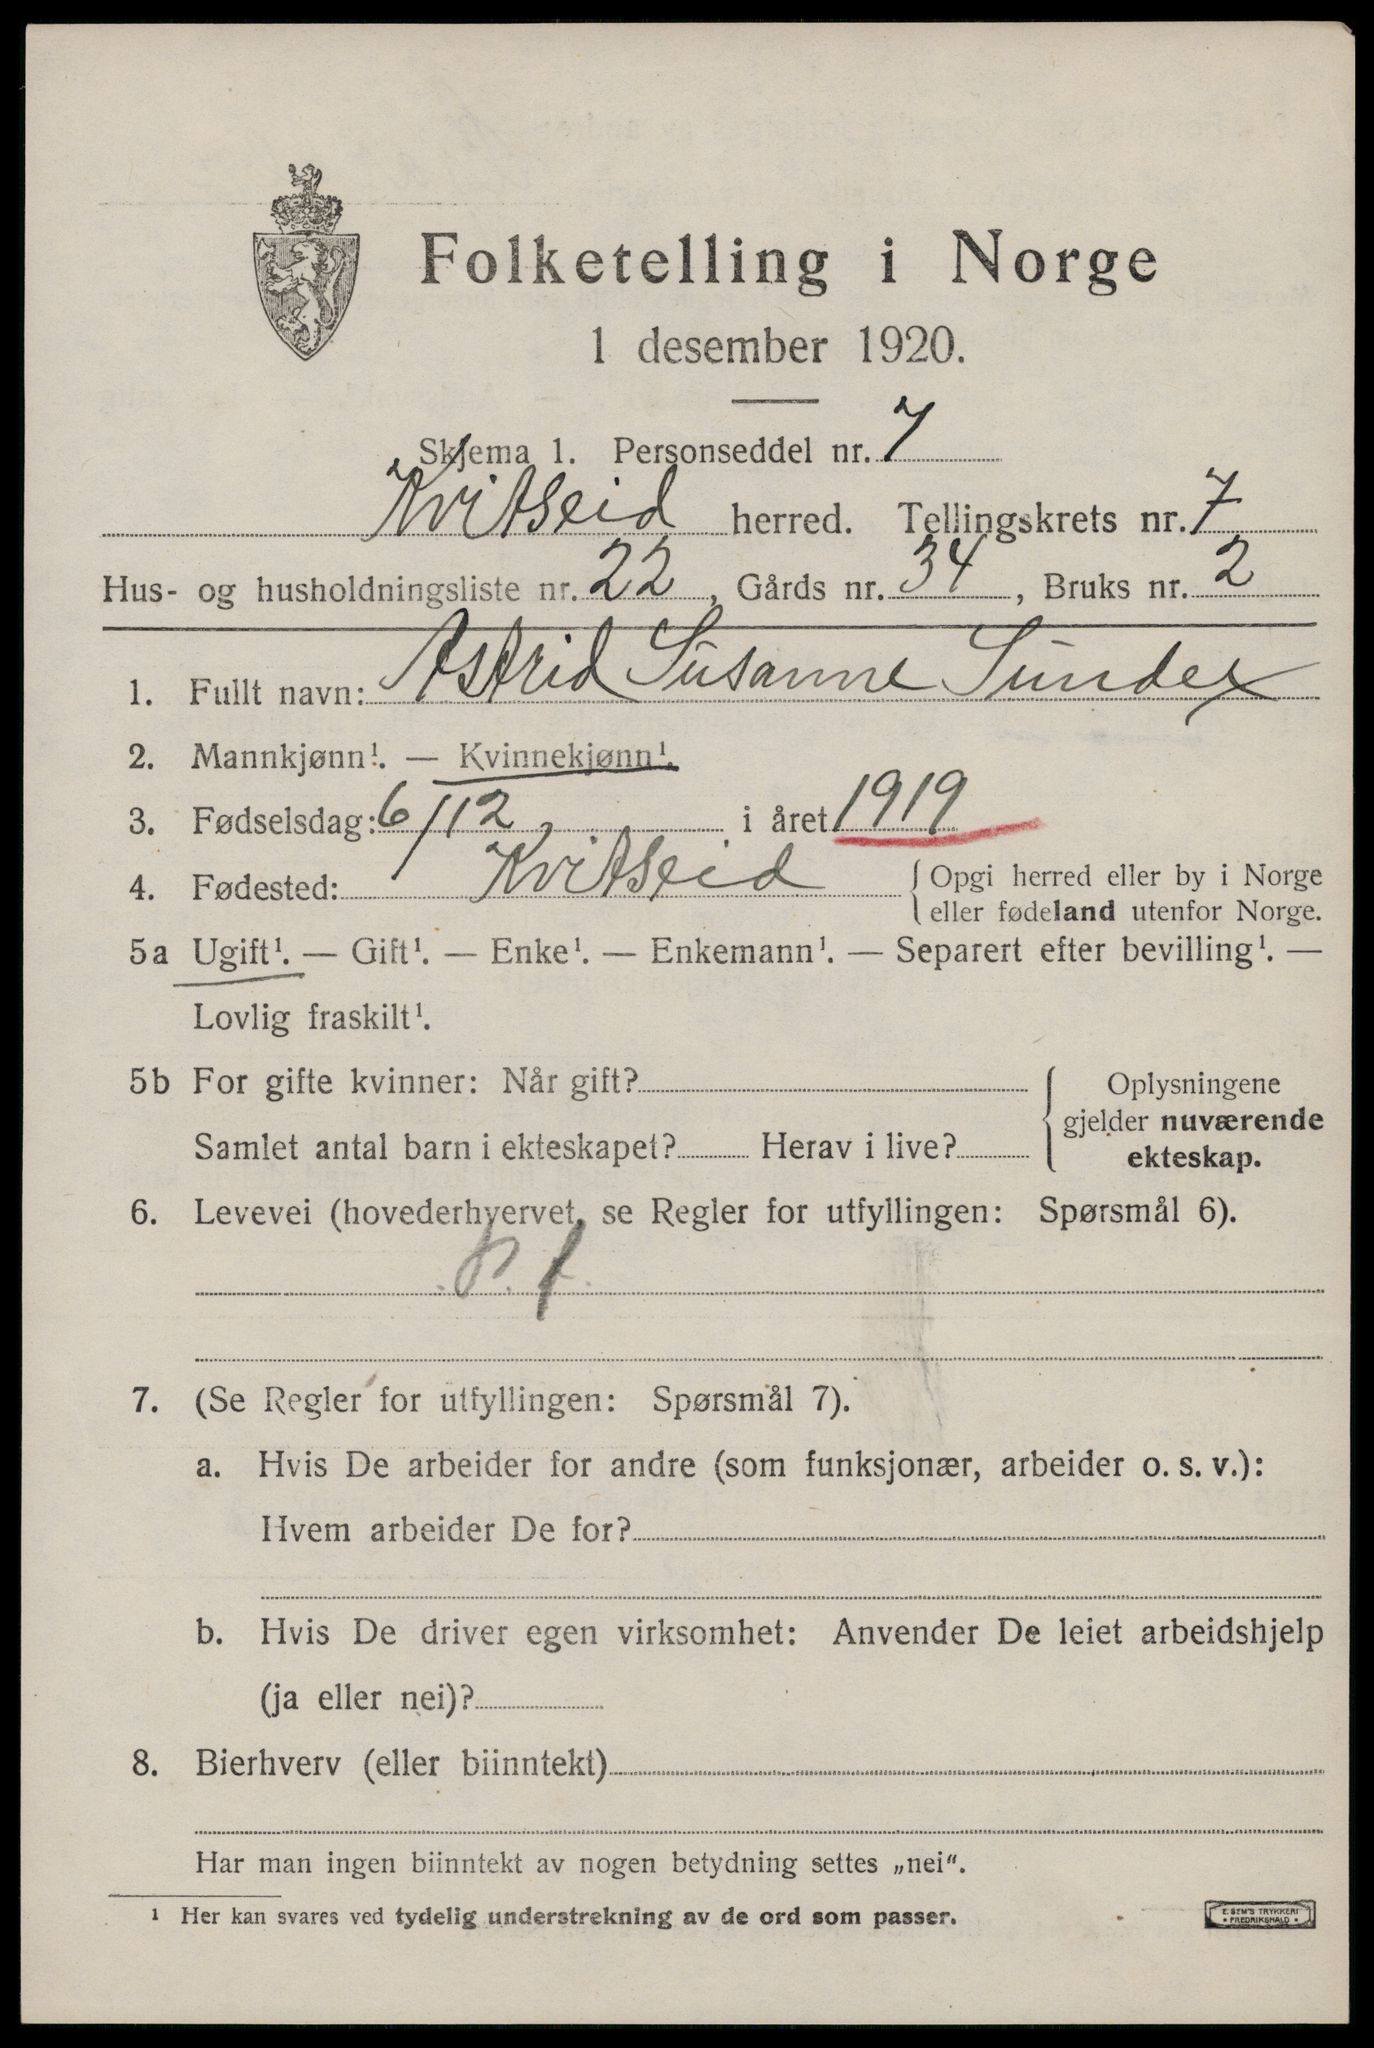 Folketelling i Norge
1 desember 1920.
Skjema 1. Personseddel nr. 7
Kvitseid herred. Tellingskrets nr. 7
Hus- og husholdningsliste nr. 22, Gårds nr. 34, Bruks nr. 2
1. Fullt navn: Astrid Susanne Sundex
2. Mannkjønn¹. — Kvinnekjønn¹.
3. Fødselsdag: 6/12 i året 1919
4. Fødested: Kvitseid { Opgi herred eller by i Norge
eller fødeland utenfor Norge.
5a Ugift¹. — Gift¹. — Enke¹. — Enkemann¹. — Separert efter bevilling¹. —
Lovlig fraskilt¹.
5b For gifte kvinner: Når gift?
Samlet antal barn i ekteskapet? Herav i live?
Oplysningene
gjelder nuværende
ekteskap.
6. Levevei (hovederhvervet, se Regler for utfyllingen: Spørsmål 6).
7. (Se Regler for utfyllingen: Spørsmål 7).
a. Hvis De arbeider for andre (som funksjonær, arbeider o. s. v.):
Hvem arbeider De for?
b. Hvis De driver egen virksomhet: Anvender De leiet arbeidshjelp
(ja eller nei)?
8. Bierhverv (eller biinntekt)
Har man ingen biinntekt av nogen betydning settes „nei".
¹ Her kan svares ved tydelig understrekning av de ord som passer.
E. SEM'S TRYKKERI
FREDRIKSHALD